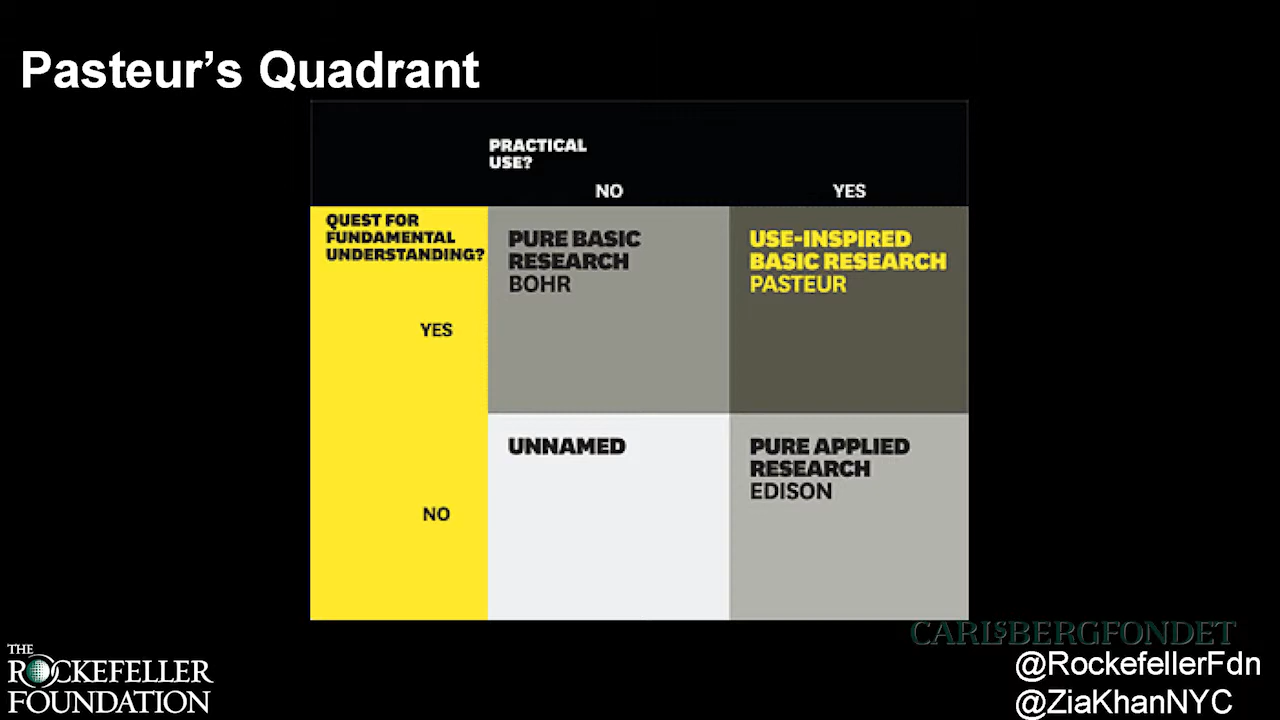 Pasteur's Quadrant
PRACTICAL
USE?
NO
YES
QUEST FOR
FUNDAMENTAL
UNDERSTANDING?
YES
NO
PURE BASIC
RESEARCH
BOHR
USE-INSPIRED
BASIC RESEARCH
PASTEUR
UNNAMED
PURE APPLIED
RESEARCH
EDISON
CARLSBERGFONDET
THE
ROCKEFELLER
FOUNDATION
@RockefellerFdn
@ZiaKhanNYC